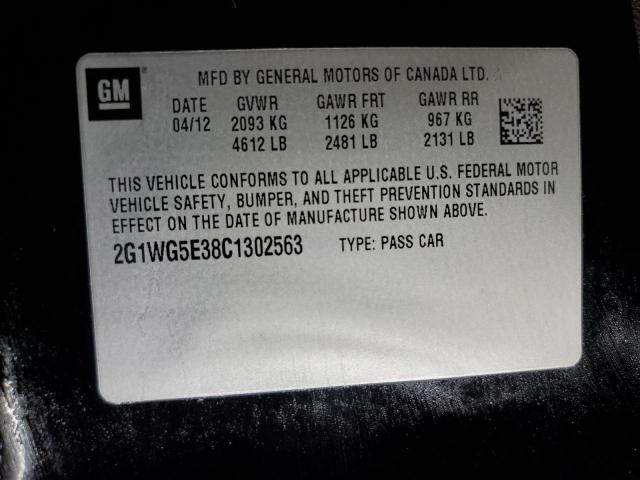 GM
MFD BY GENERAL MOTORS OF CANADA LTD.
DATE GVWR GAWR FRT GAWR RR
04/12 2093 KG 1126 KG 967 KG
4612 LB 2481 LB 2131 LB
THIS VEHICLE CONFORMS TO ALL APPLICABLE U.S. FEDERAL MOTOR
VEHICLE SAFETY, BUMPER, AND THEFT PREVENTION STANDARDS IN
EFFECT ON THE DATE OF MANUFACTURE SHOWN ABOVE.
2G1WG5E38C1302563 TYPE: PASS CAR